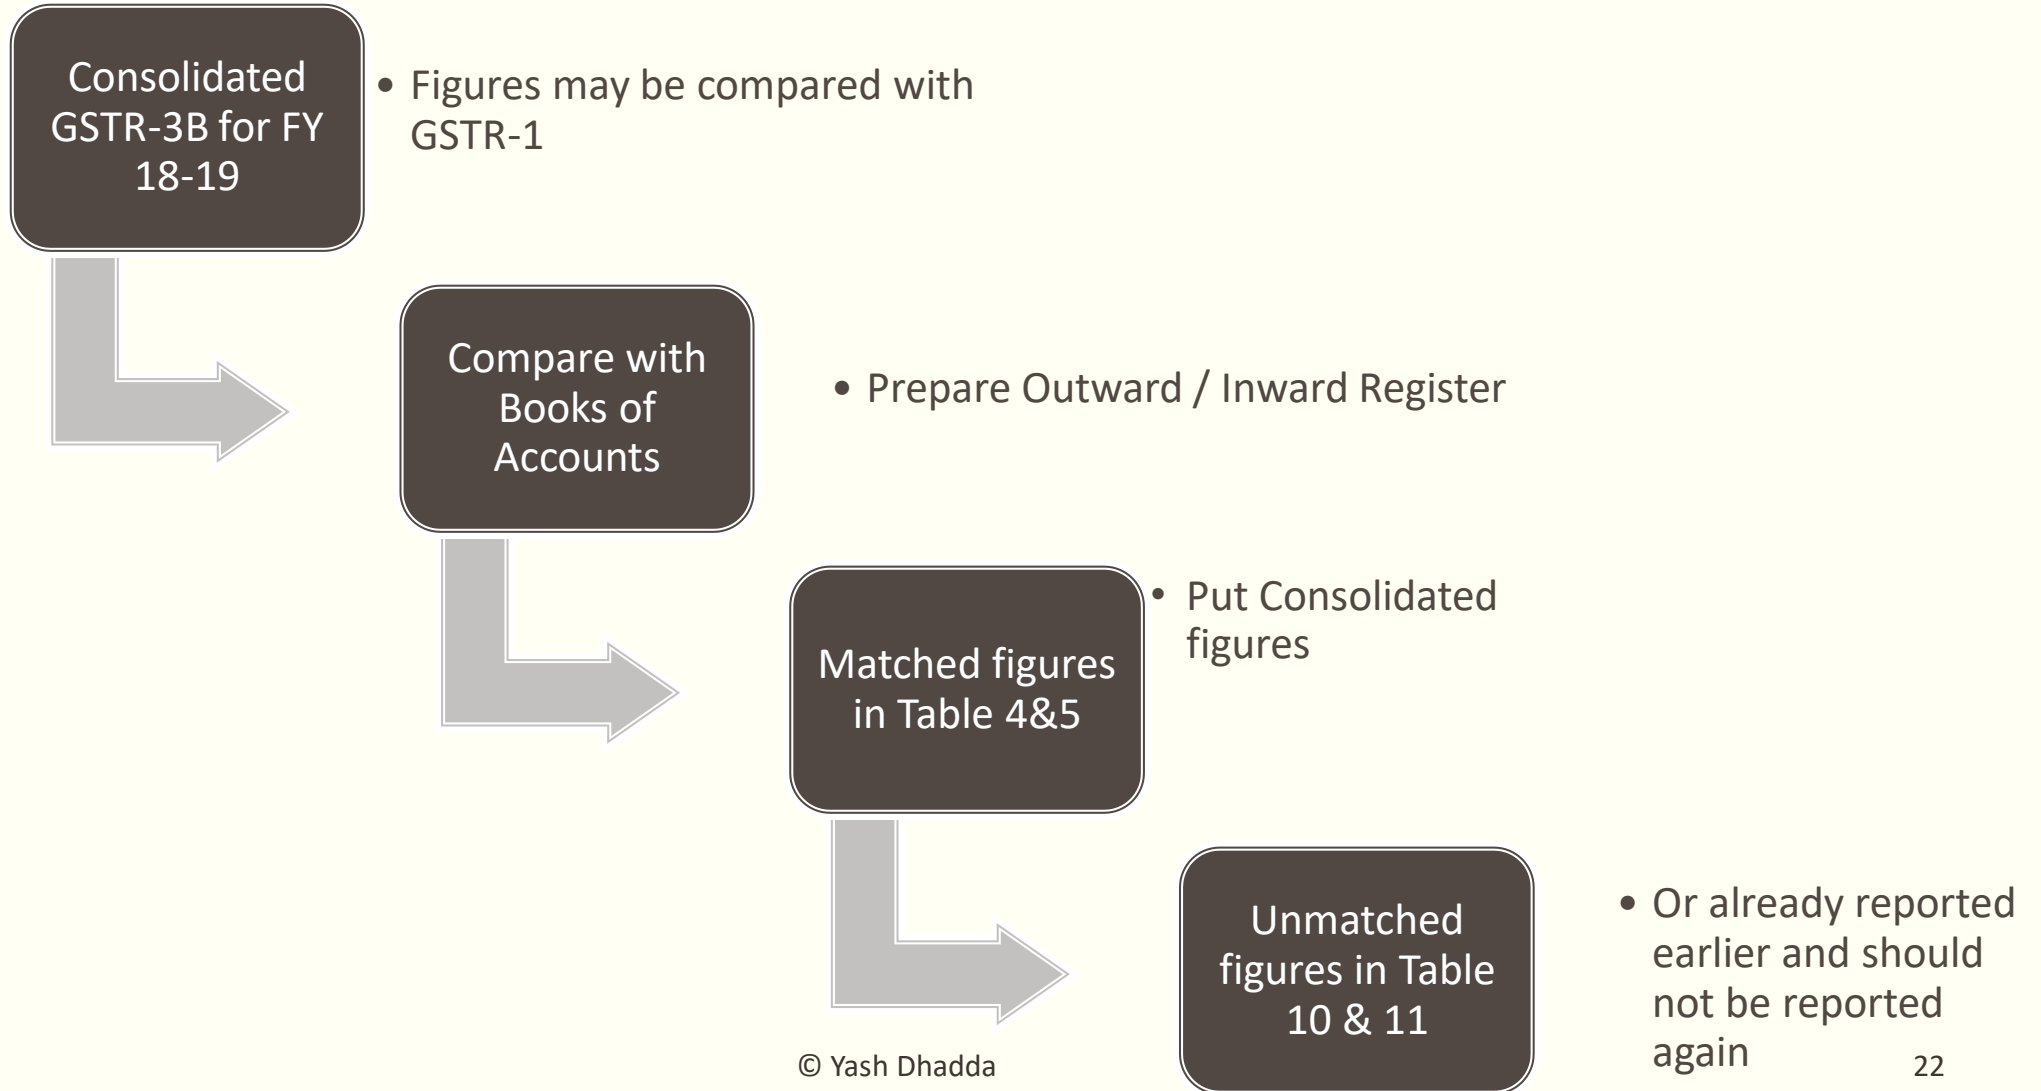 Consolidated
GSTR-3B for FY
18-19
• Figures may be compared with
GSTR-1
Compare with
Books of
Accounts
• Prepare Outward / Inward Register
Matched figures
in Table 4&5
• Put Consolidated
figures
Unmatched
figures in Table
10 & 11
• Or already reported
earlier and should
not be reported
again
© Yash Dhadda
22